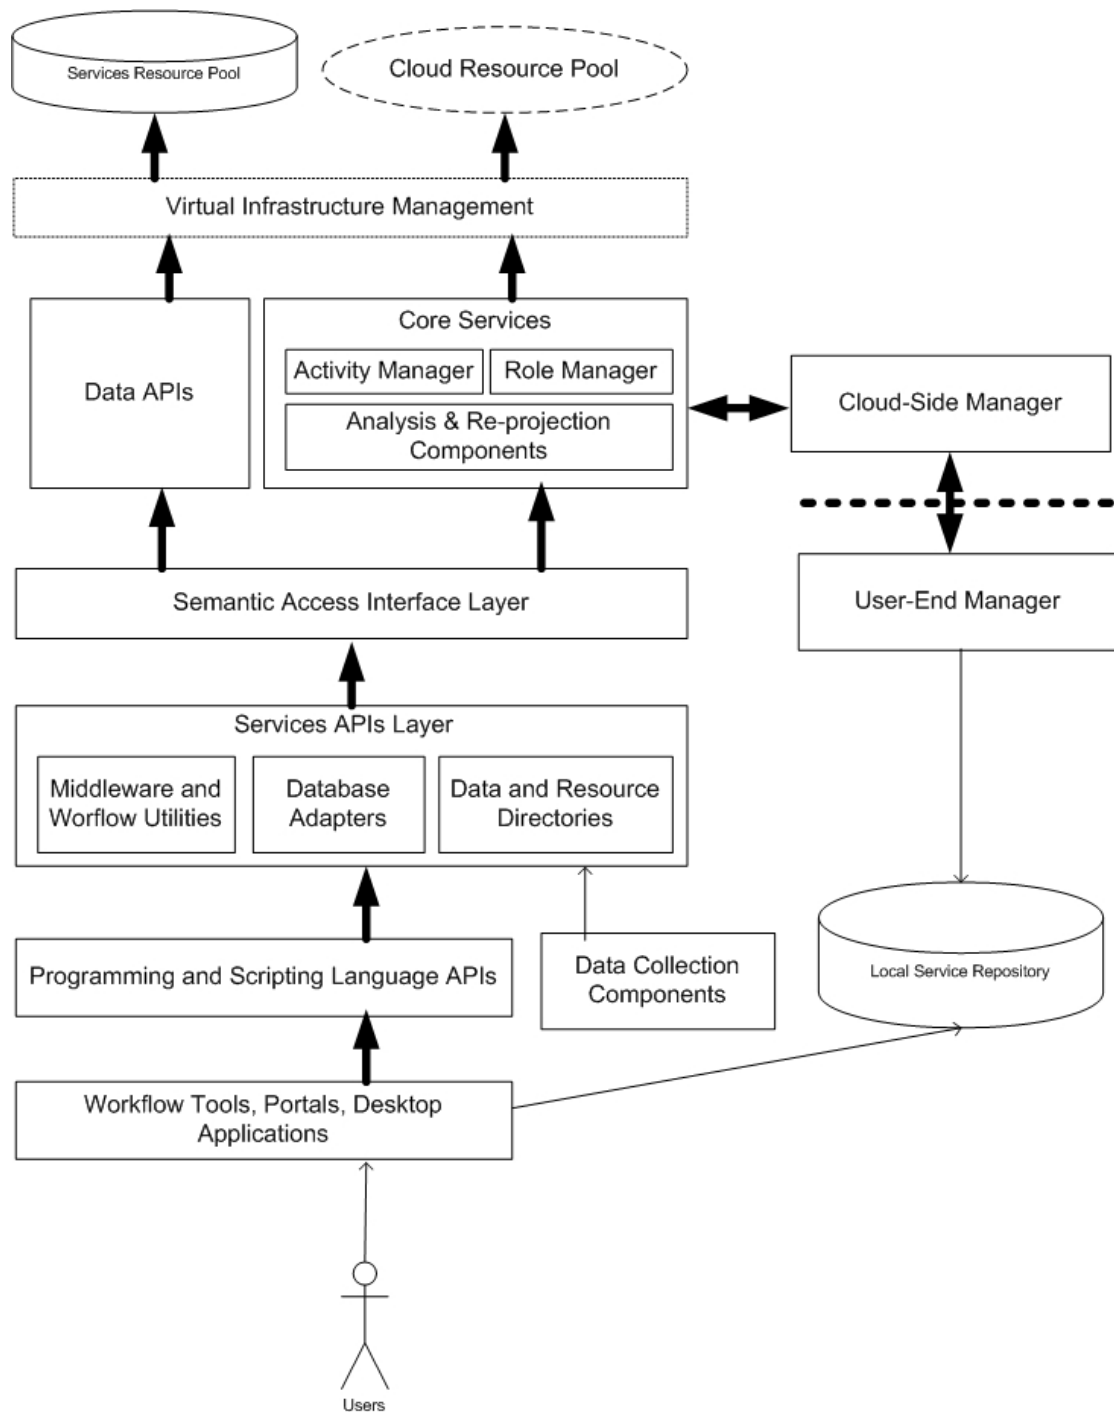 Services Resource Pool
Cloud Resource Pool
Virtual Infrastructure Management
Data APIs
Core Services
Activity Manager
Role Manager
Analysis & Re-projection
Components
Cloud-Side Manager
User-End Manager
Semantic Access Interface Layer
Services APIs Layer
Middleware and
Worflow Utilities
Database
Adapters
Data and Resource
Directories
Programming and Scripting Language APIs
Data Collection
Components
Local Service Repository
Workflow Tools, Portals, Desktop
Applications
Users